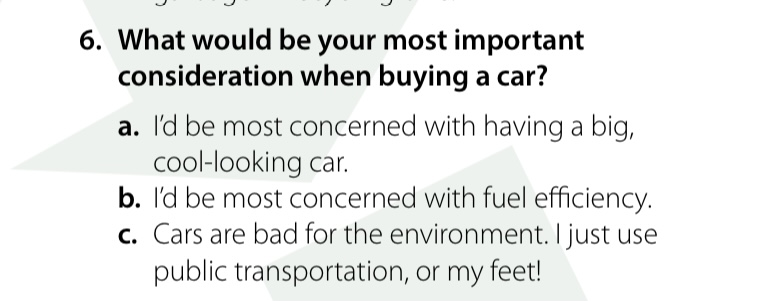 6. What would be your most important
consideration when buying a car?
a. I'd be most concerned with having a big,
cool-looking car.
b. I'd be most concerned with fuel efficiency.
c. Cars are bad for the environment. I just use
public transportation, or my feet!